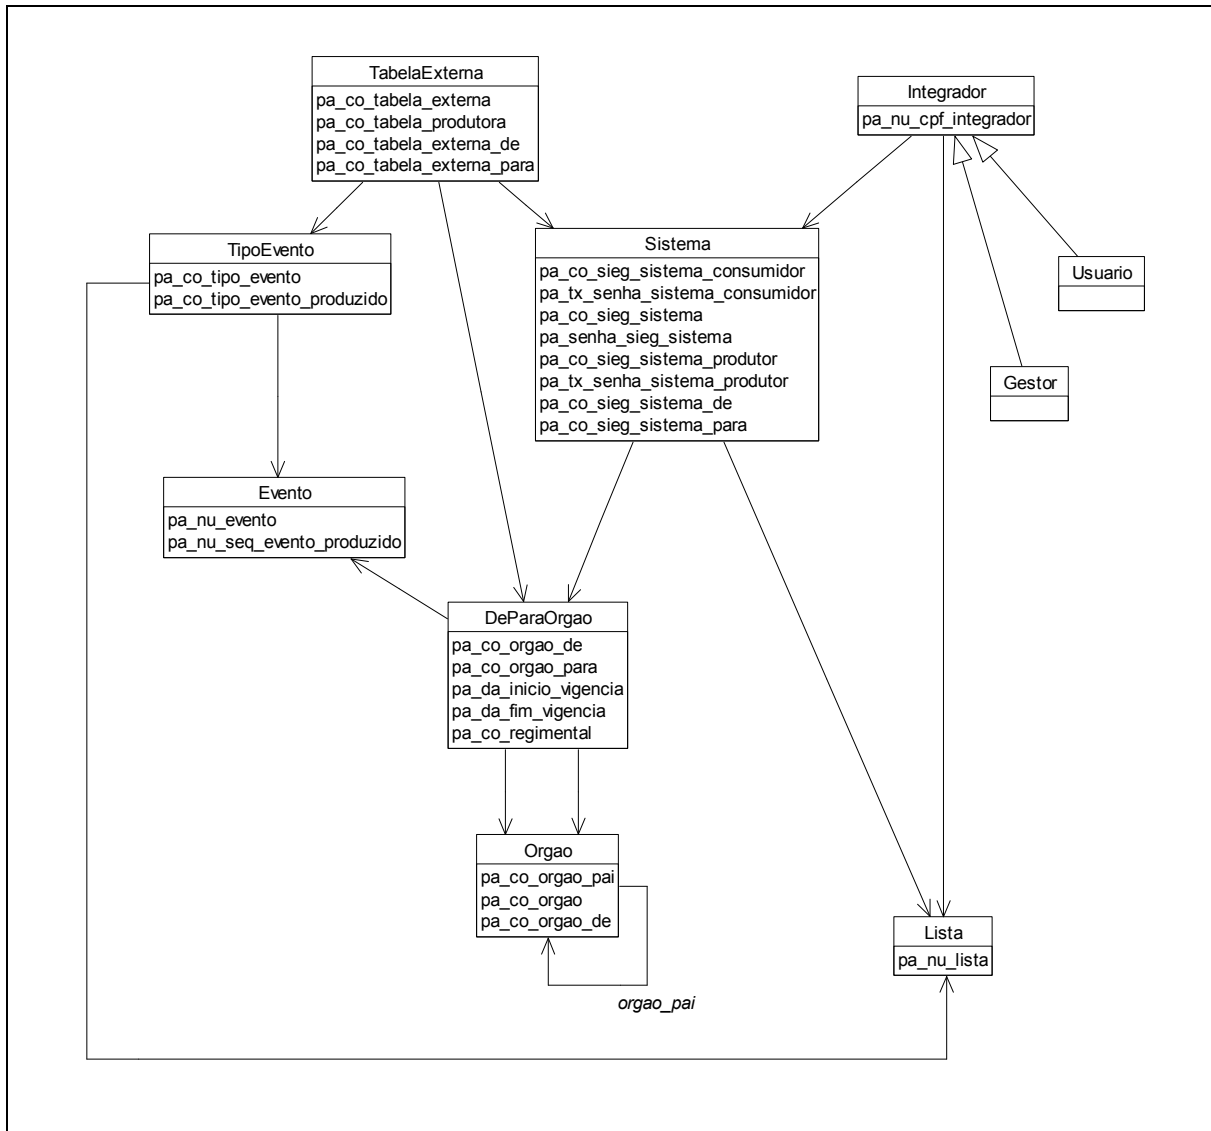 TabelaExterna
pa_co_tabela_externa
pa_co_tabela_produtora
pa_co_tabela_externa_de
pa_co_tabela_externa_para
Integrador
pa_nu_cpf_integrador
TipoEvento
pa_co_tipo_evento
pa_co_tipo_evento_produzido
Sistema
pa_co_sieg_sistema_consumidor
pa_tx_senha_sistema_consumidor
pa_co_sieg_sistema
pa_senha_sieg_sistema
pa_co_sieg_sistema_produtor
pa_tx_senha_sistema_produtor
pa_co_sieg_sistema_de
pa_co_sieg_sistema_para
Usuario
Gestor
Evento
pa_nu_evento
pa_nu_seq_evento_produzido
DeParaOrgao
pa_co_orgao_de
pa_co_orgao_para
pa_da_inicio_vigencia
pa_da_fim_vigencia
pa_co_regimental
Orgao
pa_co_orgao_pai
pa_co_orgao
pa_co_orgao_de
orgao_pai
Lista
pa_nu_lista